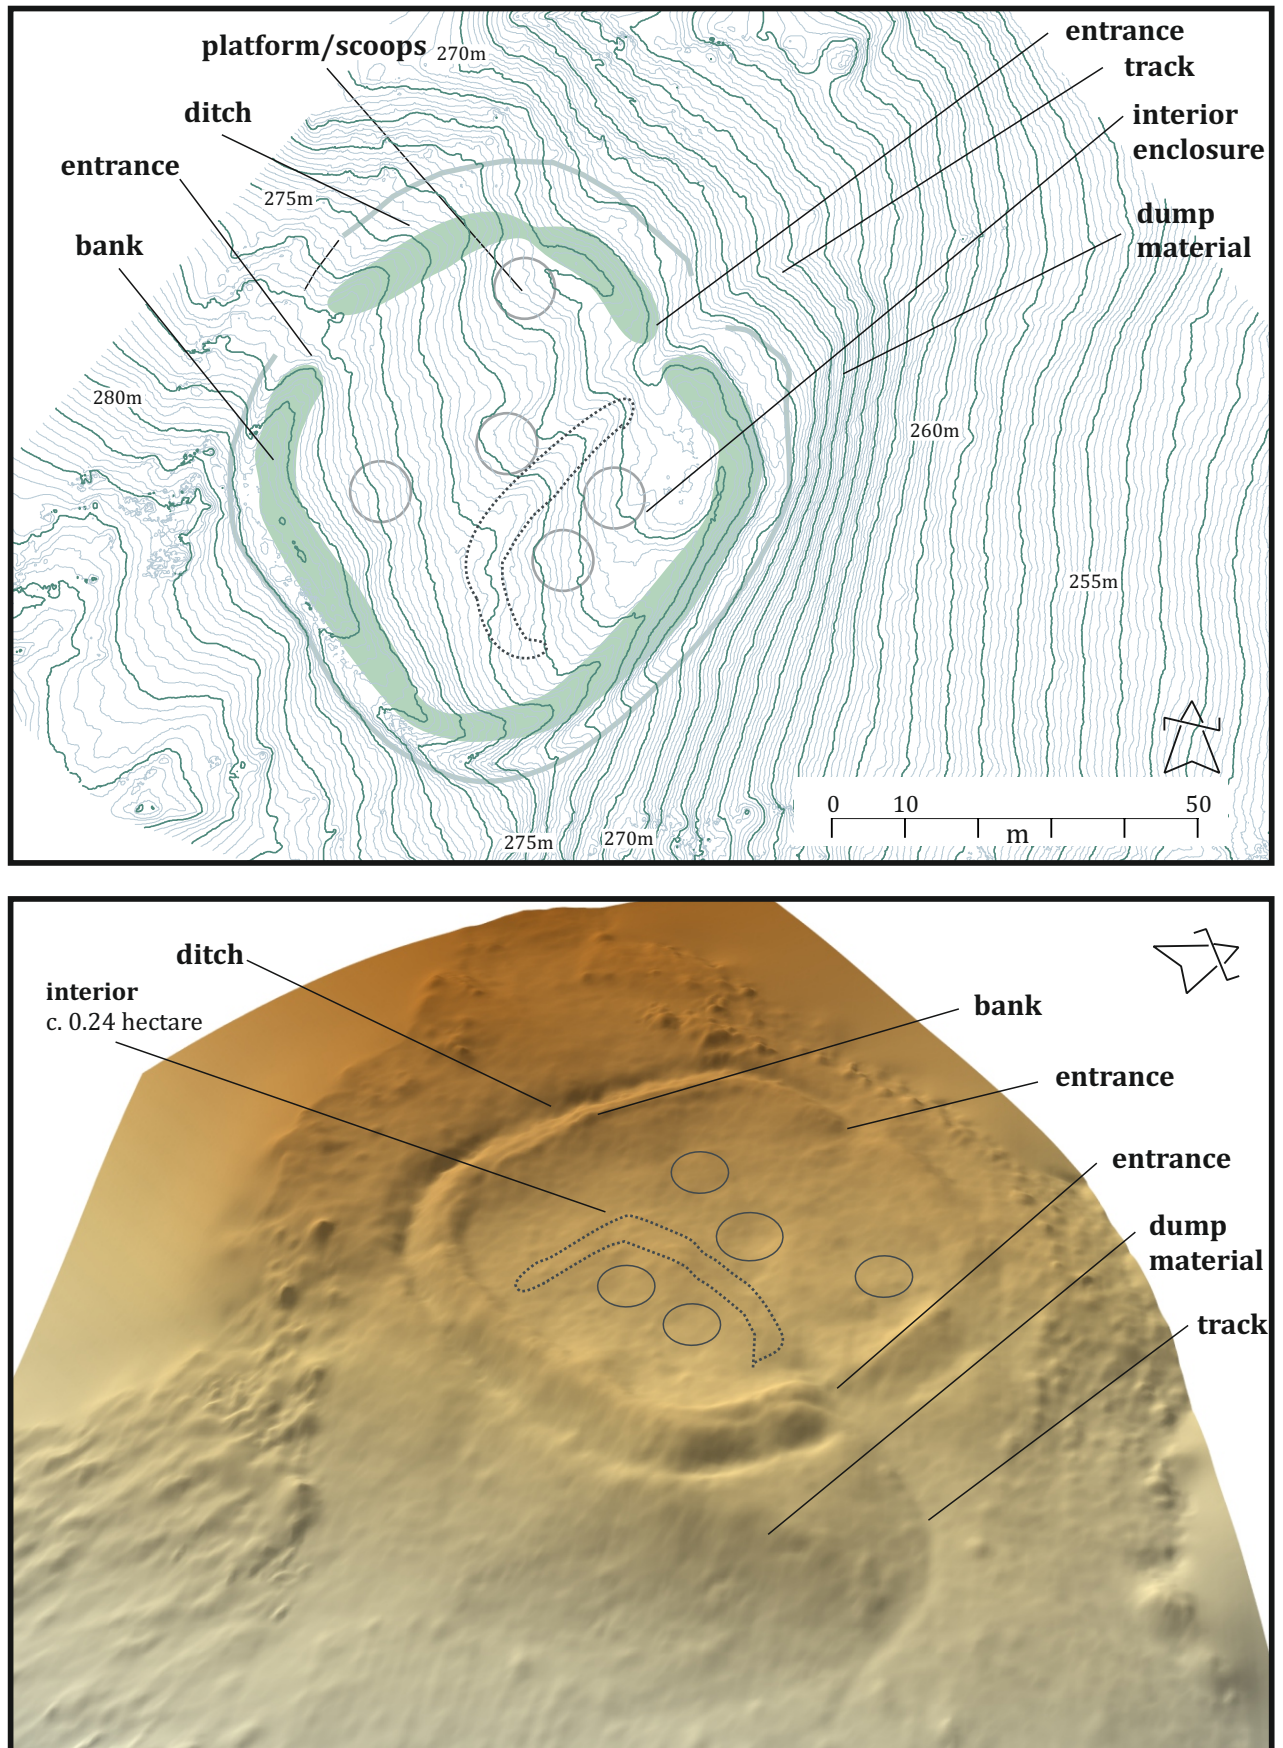 platform/scoops
270m
entrance
track
ditch
interior
enclosure
entrance
275m
dump
material
bank
280m
260m
255m
0 10 50
m
275m
270m
ditch
interior
c. 0.24 hectare
bank
entrance
entrance
dump
material
track